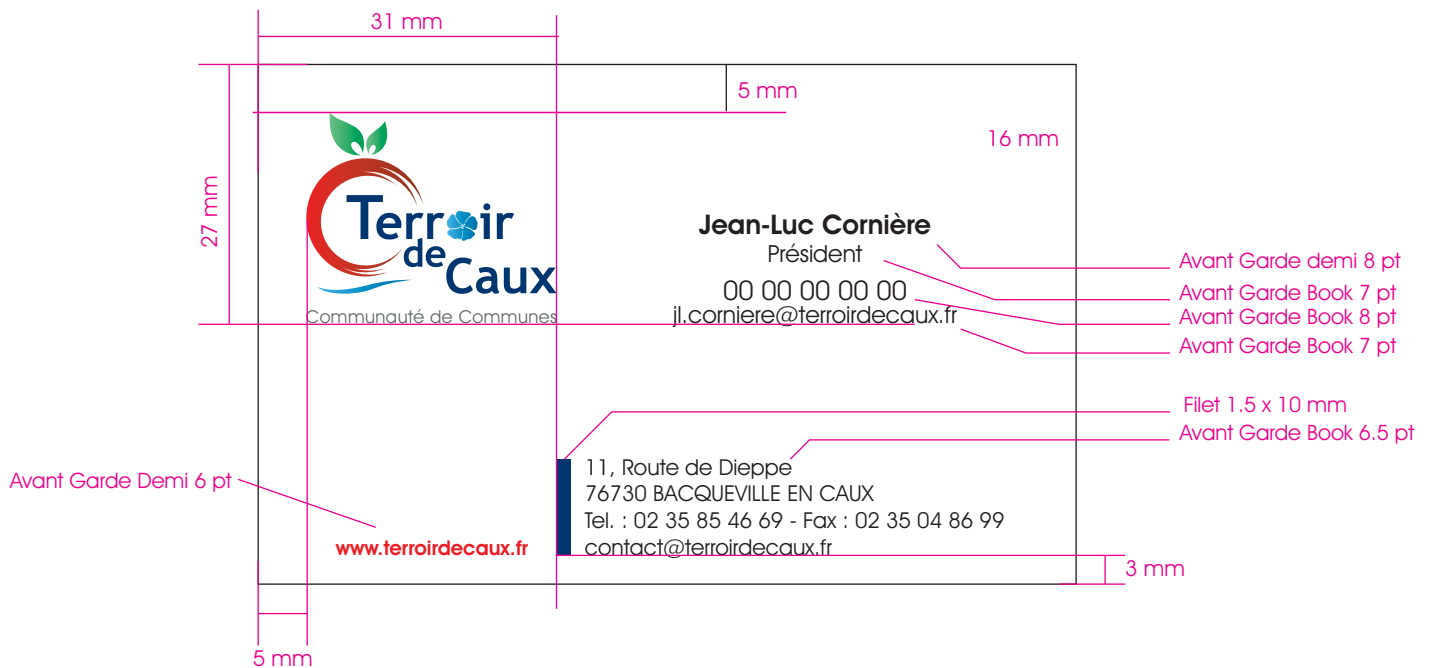 31 mm
5 mm
16 mm
27 mm
Terroir
de
Caux
Communauté de Communes
Jean-Luc Cornière
Président
00 00 00 00 00
jl.corniere@terroirdecaux.fr
Avant Garde demi 8 pt
Avant Garde Book 7 pt
Avant Garde Book 8 pt
Avant Garde Book 7 pt
Filet 1.5 x 10 mm
Avant Garde Book 6.5 pt
Avant Garde Demi 6 pt
www.terroirdecaux.fr
11, Route de Dieppe
76730 BACQUEVILLE EN CAUX
Tel. : 02 35 85 46 69 - Fax : 02 35 04 86 99
contact@terroirdecaux.fr
3 mm
5 mm